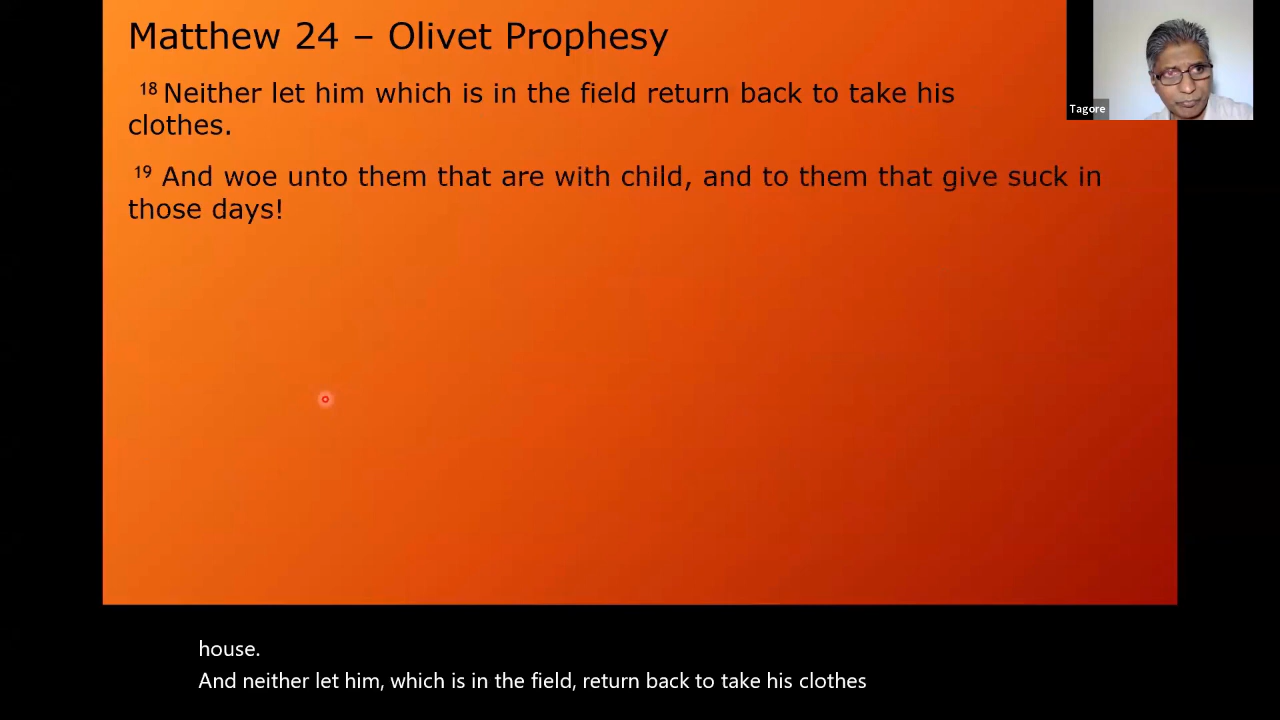 Matthew 24 – Olivet Prophesy
18 Neither let him which is in the field return back to take his
clothes.
19 And woe unto them that are with child, and to them that give suck in
those days!
Tagore
house.
And neither let him, which is in the field, return back to take his clothes